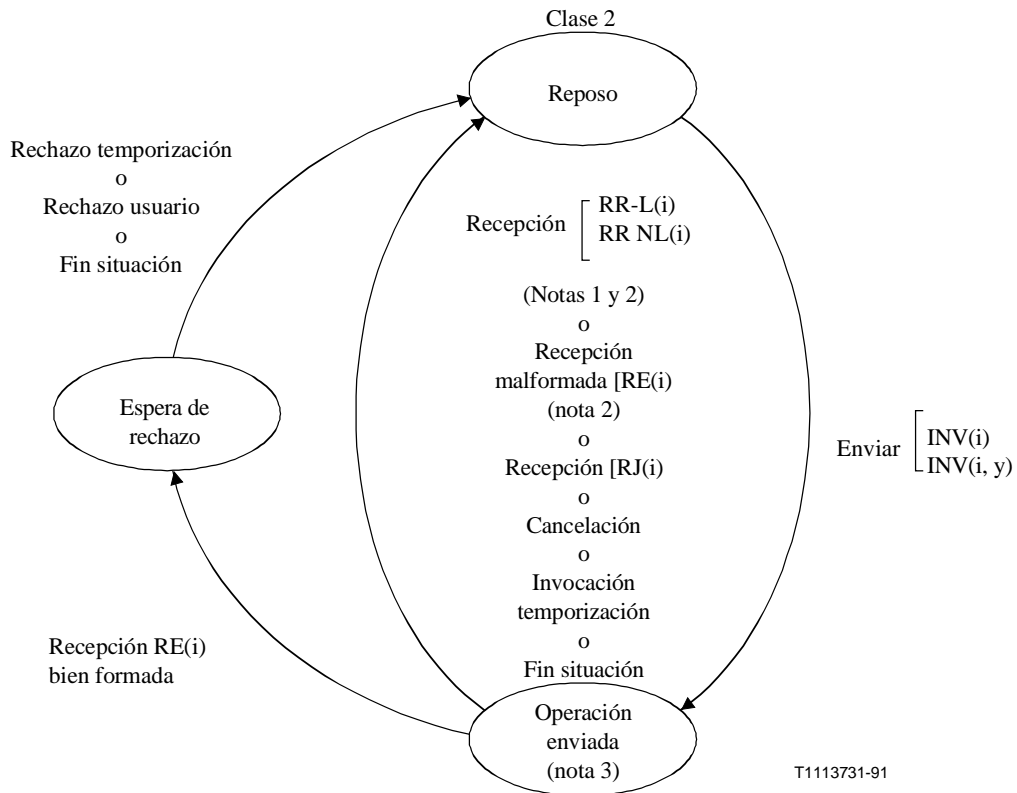 Clase 2
Reposo
Rechazo temporización
o
Rechazo usuario
o
Fin situación
Recepción
RR-L(i)
RR NL(i)
(Notas 1 y 2)
o
Recepción
malformada [RE(i)
(nota 2)
o
Recepción [RJ(i)
o
Cancelación
o
Invocación
temporización
o
Fin situación
Espera de
rechazo
Enviar
INV(i)
INV(i, y)
Recepción RE(i)
bien formada
Operación
enviada
(nota 3)
T1113731-91